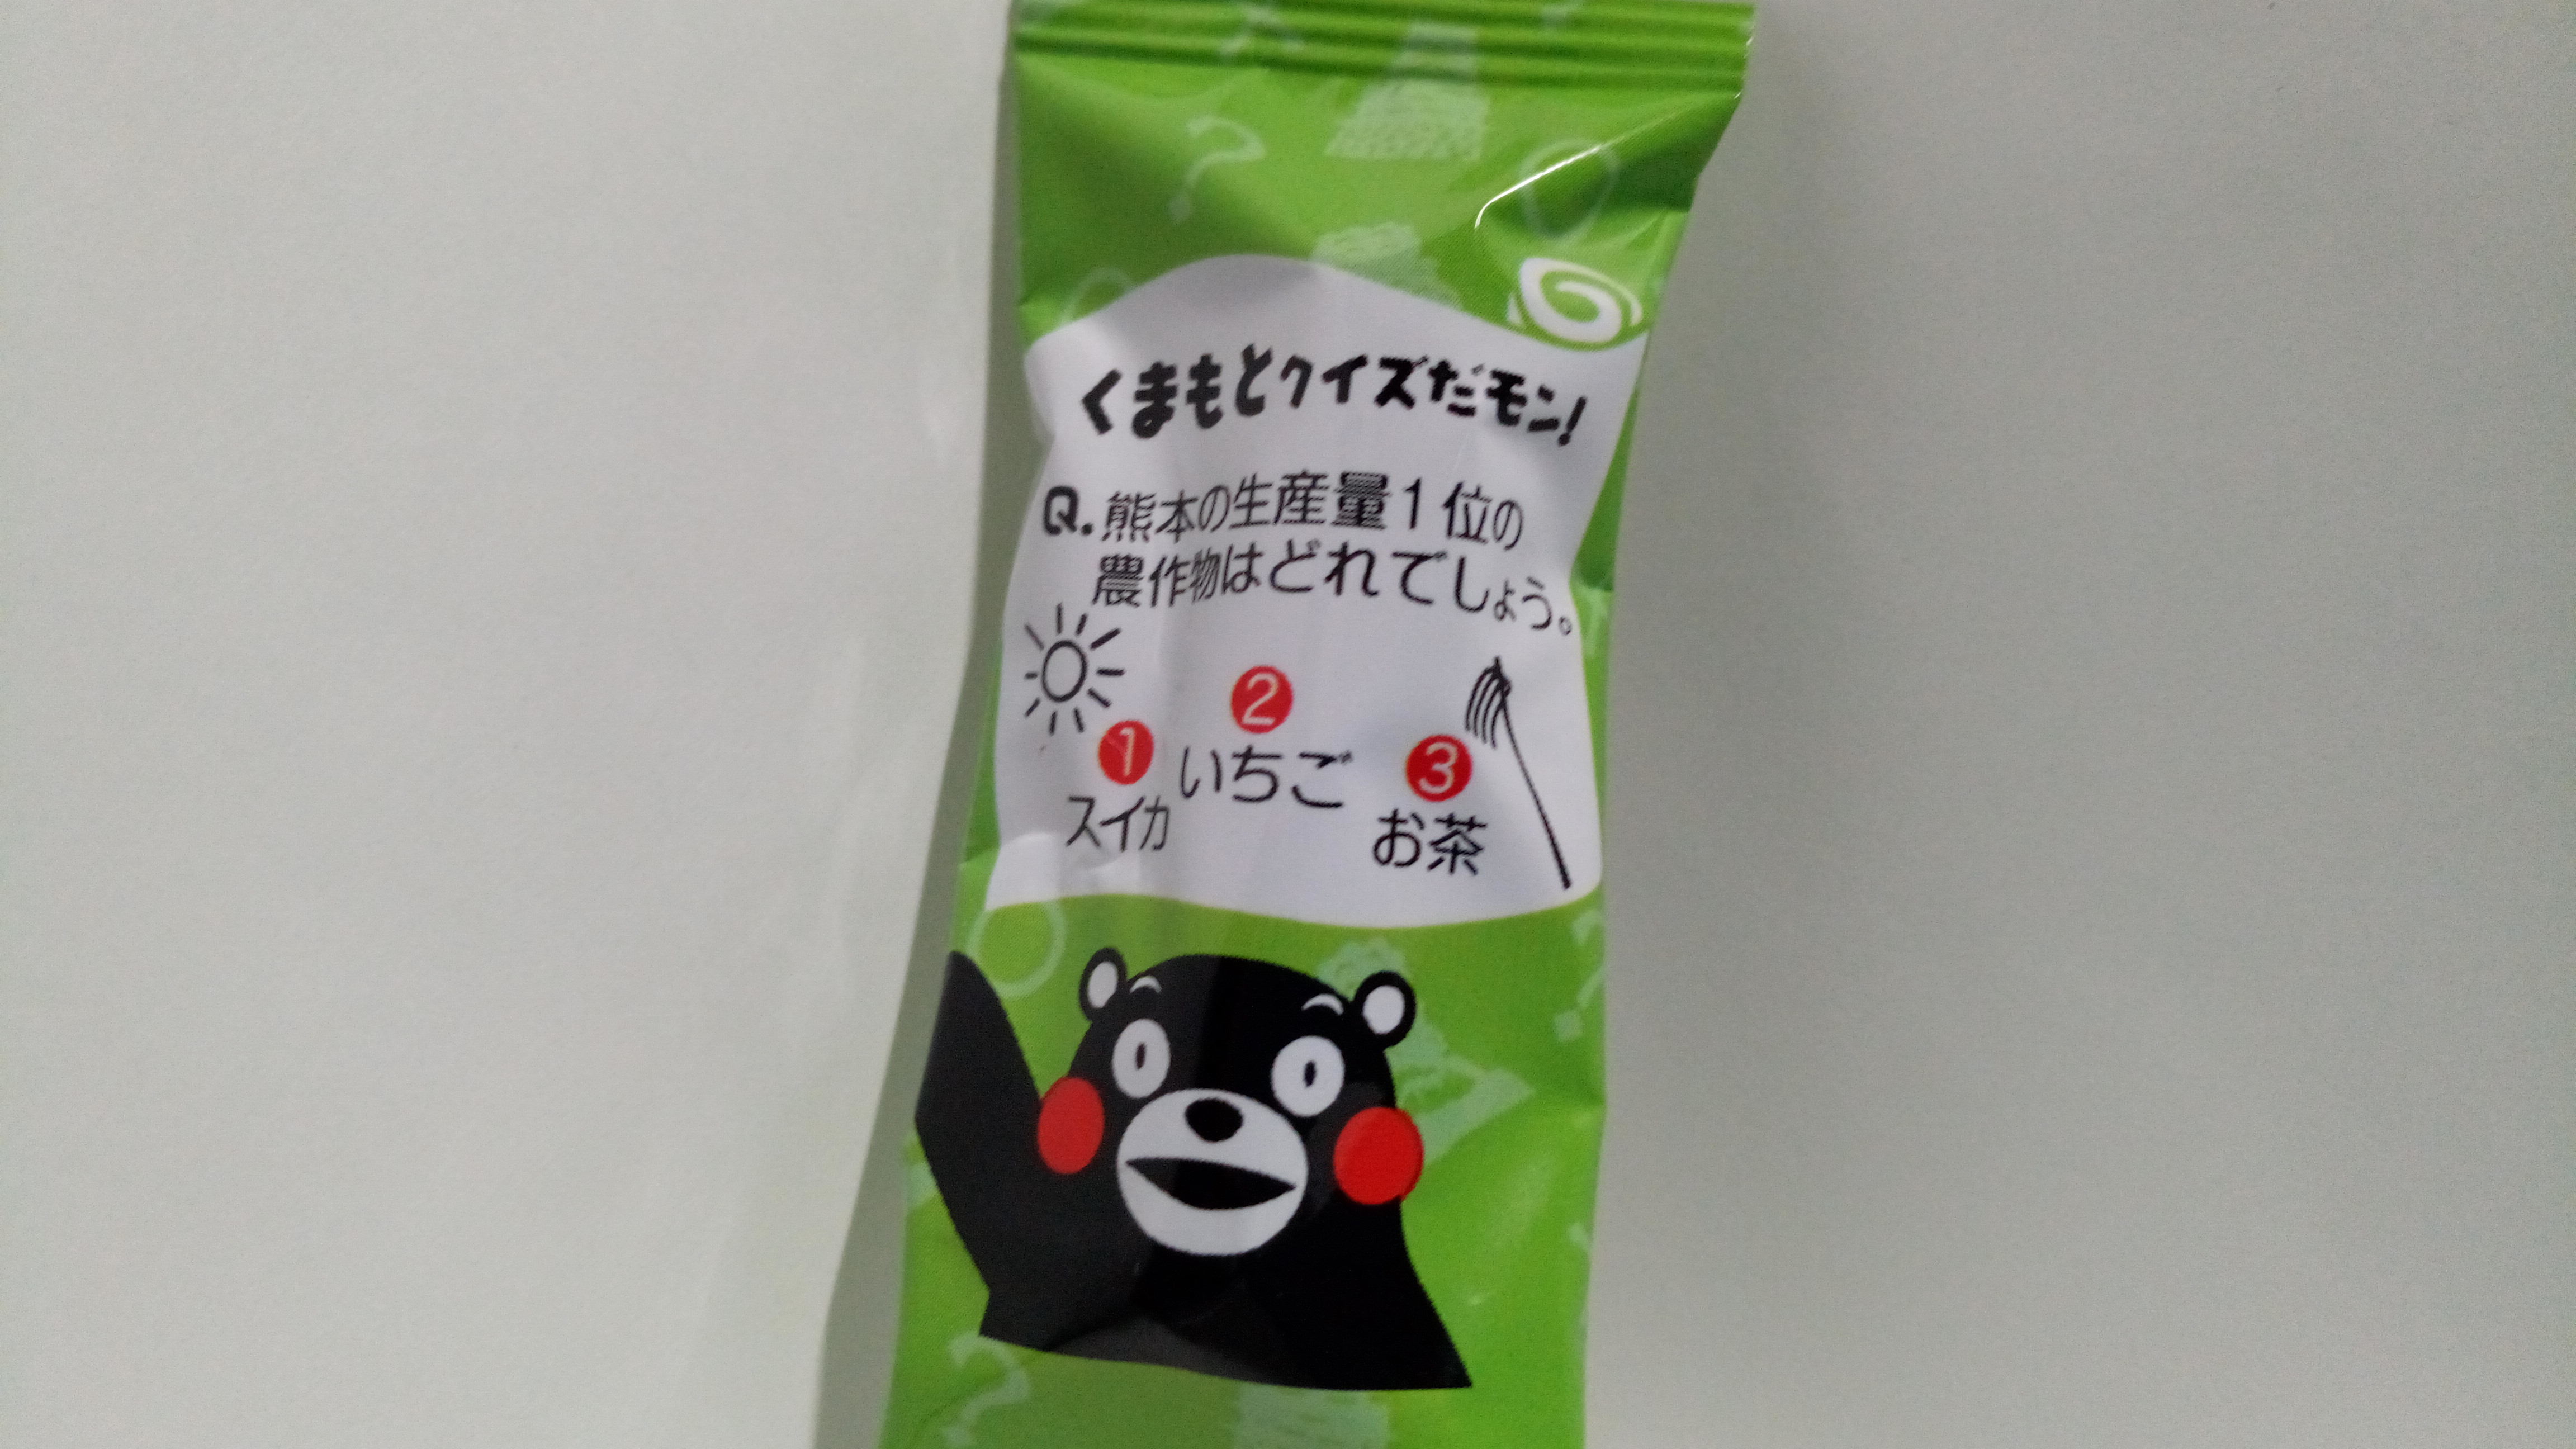 くまもとクイズだモン!
Q.熊本の生産量1位の
農作物はどれでしょう。
1
スイカ
2
いちご
3
お茶